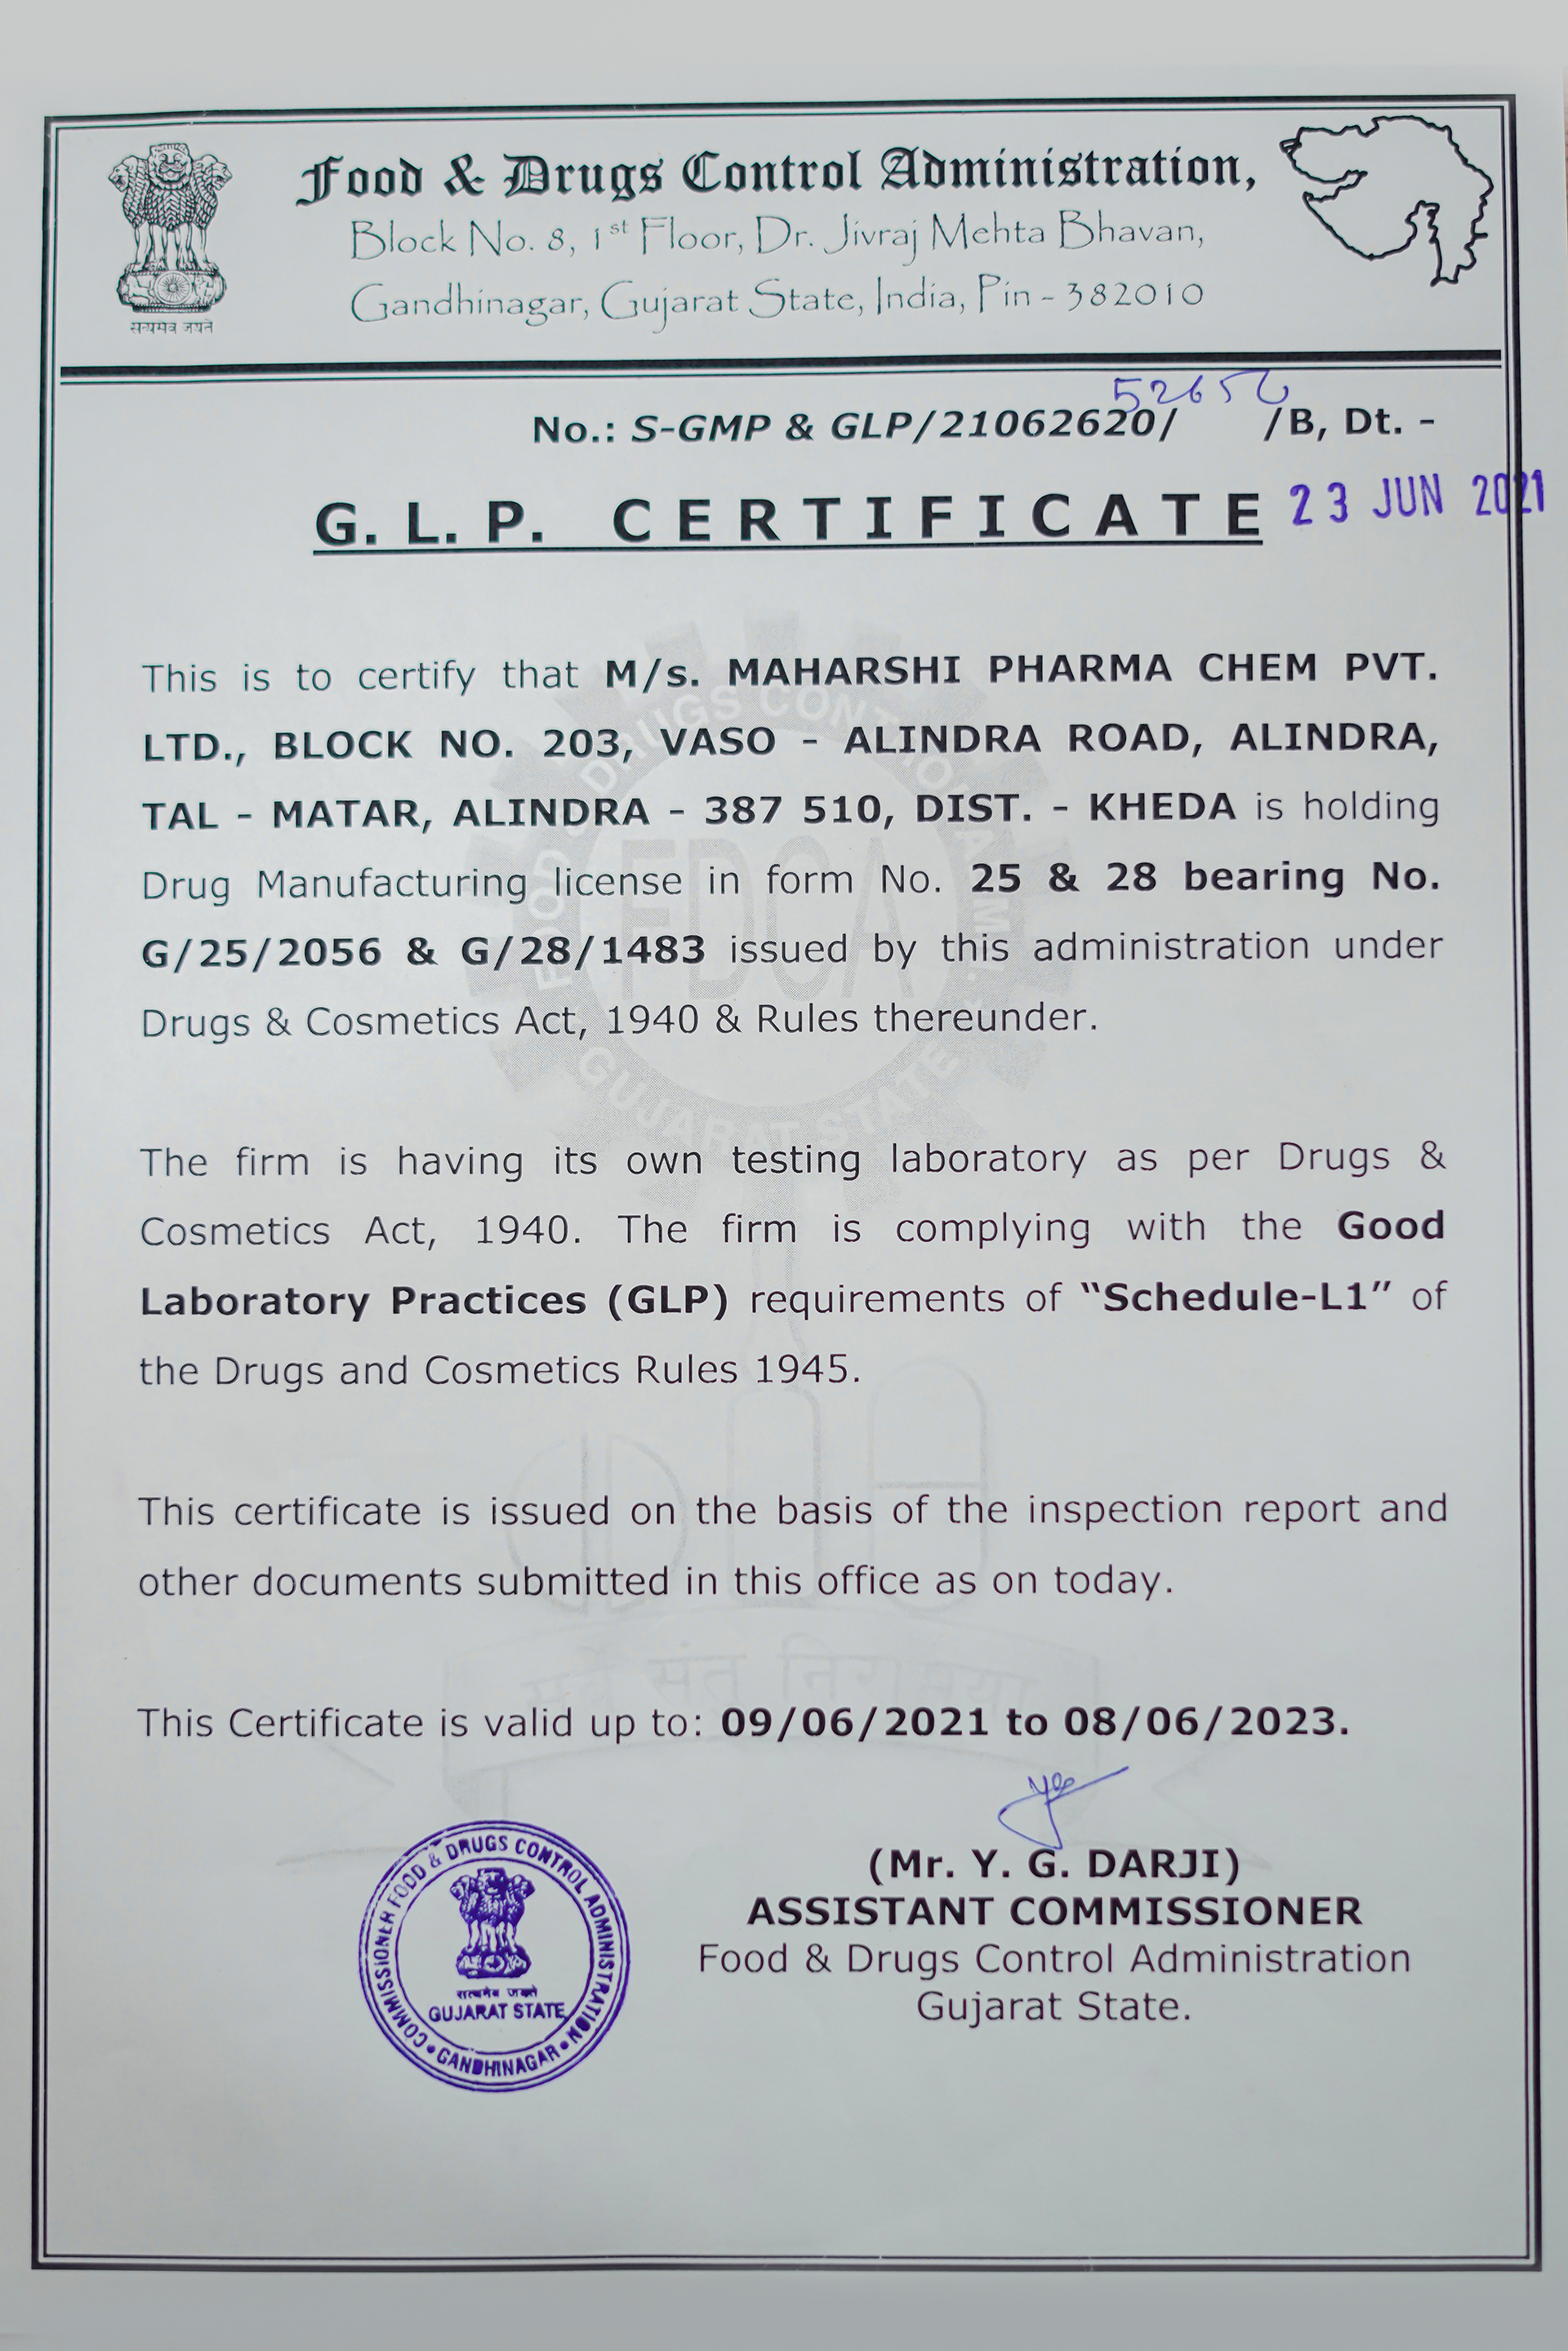 Food & Drugs Control Administration,
Block No. 8, 1st Floor, Dr. Jivraj Mehta Bhavan,
Gandhinagar, Gujarat State, India, Pin - 382010
सत्यमेव जयते
No.: S-GMP & GLP/21062620/ /B, Dt. -
G. L. P. CERTIFICATE 23 JUN 2021
This is to certify that M/s. MAHARSHI PHARMA CHEM PVT.
LTD., BLOCK NO. 203, VASO - ALINDRA ROAD, ALINDRA,
TAL - MATAR, ALINDRA - 387 510, DIST. - KHEDA is holding
Drug Manufacturing license in form No. 25 & 28 bearing No.
G/25/2056 & G/28/1483 issued by this administration under
Drugs & Cosmetics Act, 1940 & Rules thereunder.
The firm is having its own testing laboratory as per Drugs &
Cosmetics Act, 1940. The firm is complying with the Good
Laboratory Practices (GLP) requirements of “Schedule-L1” of
the Drugs and Cosmetics Rules 1945.
This certificate is issued on the basis of the inspection report and
other documents submitted in this office as on today.
This Certificate is valid up to: 09/06/2021 to 08/06/2023.
(Mr. Y. G. DARJI)
ASSISTANT COMMISSIONER
Food & Drugs Control Administration
Gujarat State.
COMMISSIONER FOOD & DRUGS CONTROL ADMINISTRATION
सत्यमेव जयते
GUJARAT STATE
GANDHINAGAR
FDCA
GUJARAT STATE